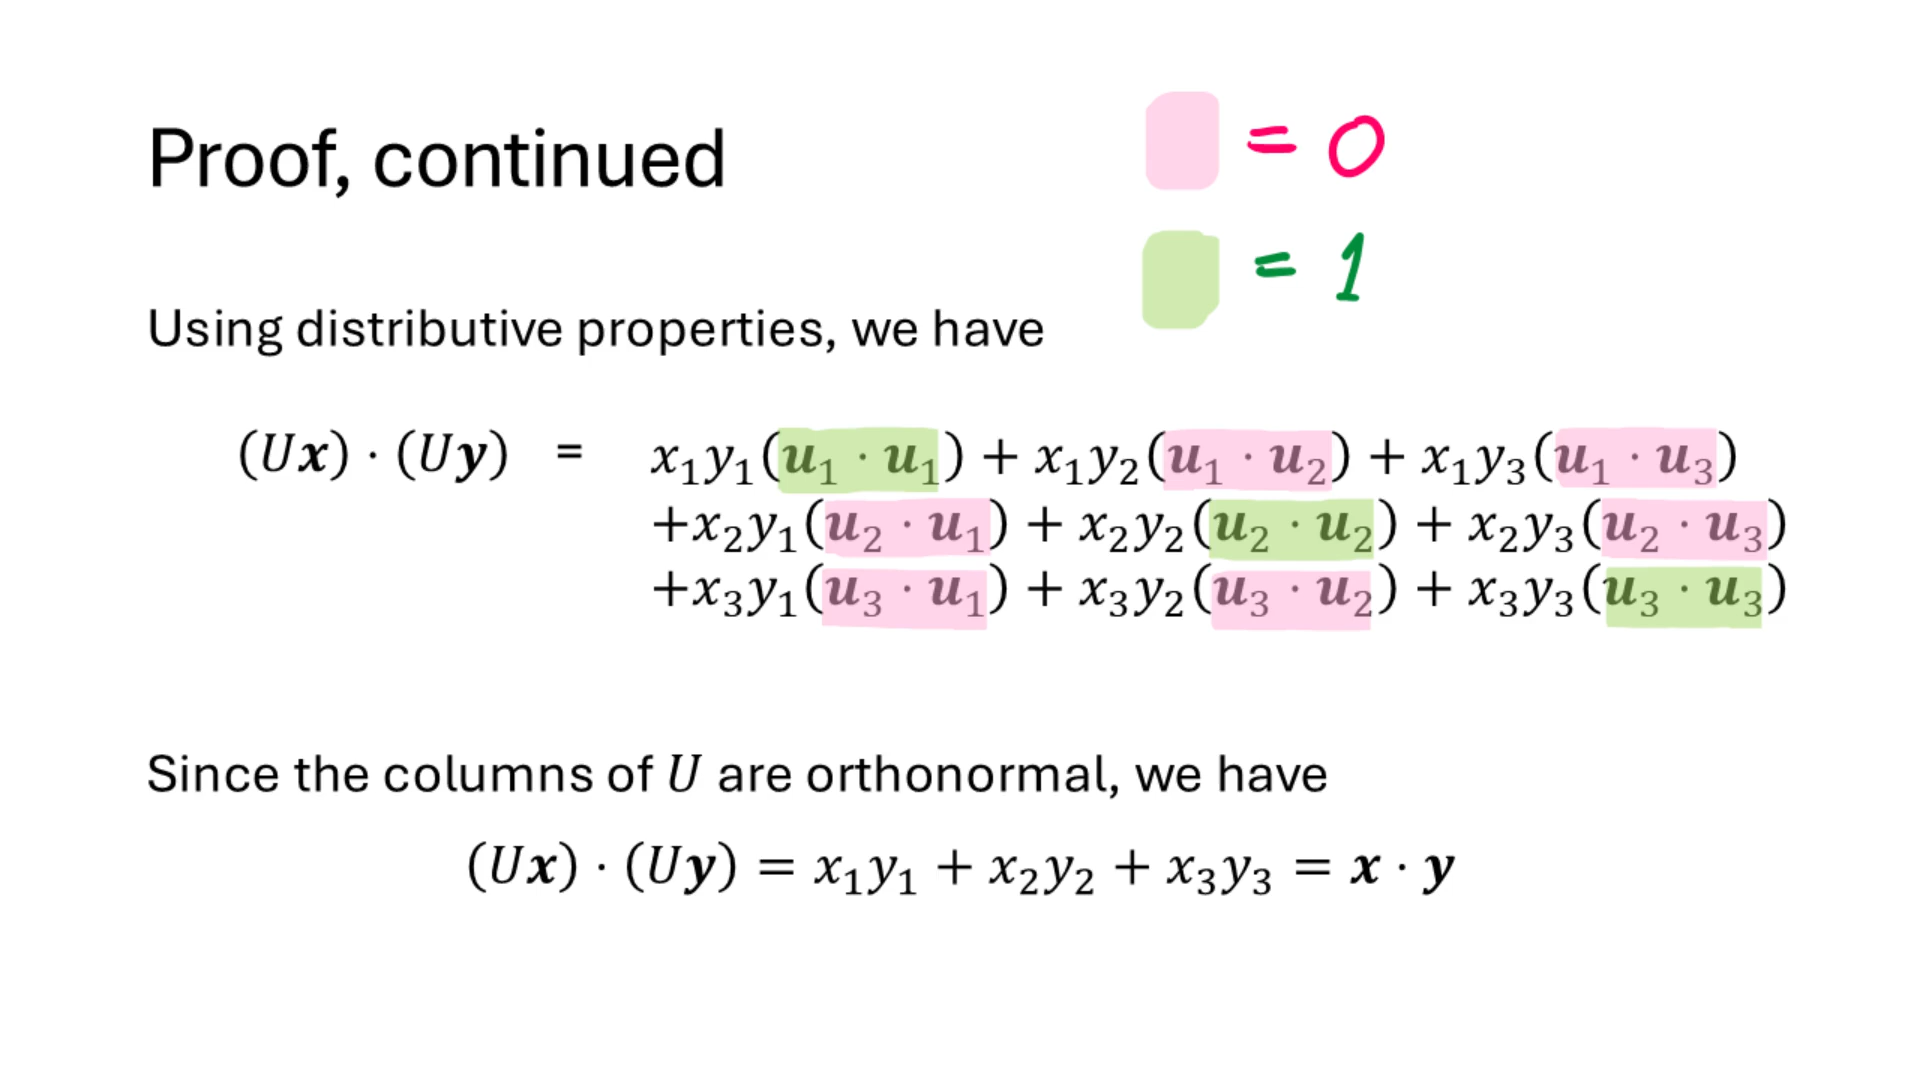 Proof, continued
= 0
= 1
Using distributive properties, we have
(U𝒙) · (U𝒚) = x₁y₁(𝒖₁ · 𝒖₁) + x₁y₂(𝒖₁ · 𝒖₂) + x₁y₃(𝒖₁ · 𝒖₃)
+x₂y₁(𝒖₂ · 𝒖₁) + x₂y₂(𝒖₂ · 𝒖₂) + x₂y₃(𝒖₂ · 𝒖₃)
+x₃y₁(𝒖₃ · 𝒖₁) + x₃y₂(𝒖₃ · 𝒖₂) + x₃y₃(𝒖₃ · 𝒖₃)
Since the columns of U are orthonormal, we have
(U𝒙) · (U𝒚) = x₁y₁ + x₂y₂ + x₃y₃ = 𝒙 · 𝒚